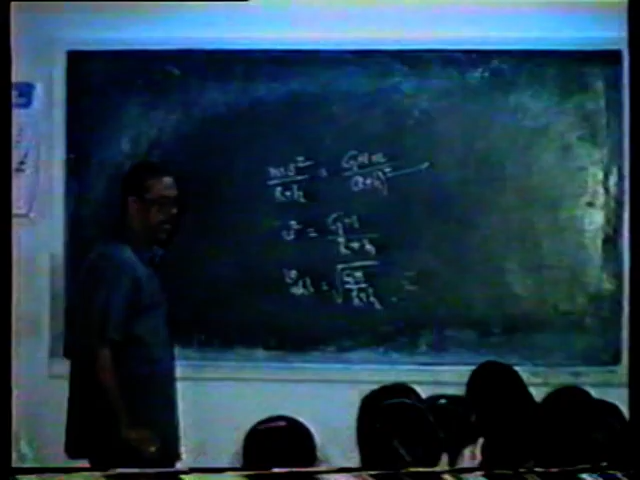 mv²/R+h = GMm/(R+h)²
v² = GM/R+h
= √GM/R+h